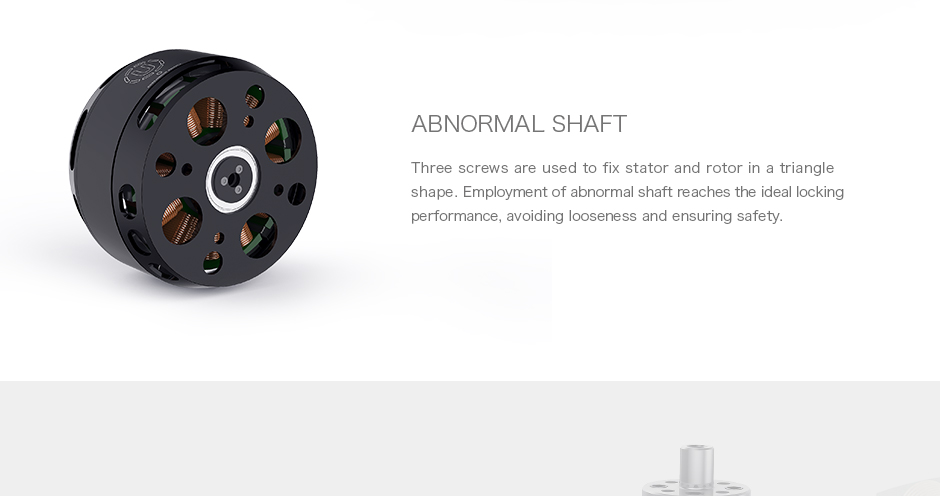 ABNORMAL SHAFT
Three screws are used to fix stator and rotor in a triangle
shape. Employment of abnormal shaft reaches the ideal locking
performance, avoiding looseness and ensuring safety.